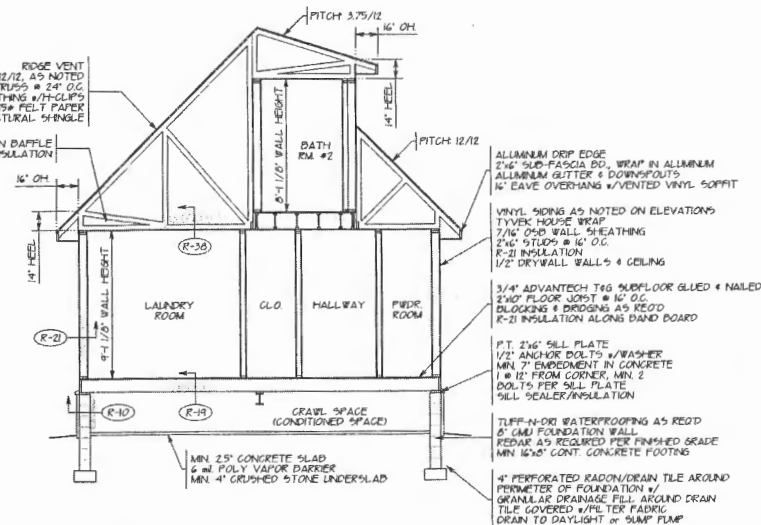 PITCH: 3.75/12
16" OH.
RIDGE VENT
12/12, AS NOTED
TRUSS @ 24" O.C.
THING w/H-CLIPS
15# FELT PAPER
TURAL SHINGLE
14" HEEL
N BAFFLE
SULATION
8'-1 1/8" WALL HEIGHT
BATH
RM. #2
PITCH: 12/12
16" OH.
ALUMINUM DRIP EDGE
2"x6" SUB-FASCIA BD., WRAP IN ALUMINUM
ALUMINUM GUTTER & DOWNSPOUTS
16" EAVE OVERHANG w/VENTED VINYL SOFFIT
14" HEEL
R-38
VINYL SIDING AS NOTED ON ELEVATIONS
TYVEK HOUSE WRAP
7/16" OSB WALL SHEATHING
2"x6" STUDS @ 16" O.C.
R-21 INSULATION
1/2" DRYWALL WALLS & CEILING
9'-1 1/8" WALL HEIGHT
LAUNDRY
ROOM
CLO.
HALLWAY
PWDR.
ROOM
R-21
3/4" ADVANTECH T&G SUBFLOOR GLUED & NAILED
2"x10" FLOOR JOIST @ 16" O.C.
BLOCKING & BRIDGING AS REQ'D
R-21 INSULATION ALONG BAND BOARD
P.T. 2"x6" SILL PLATE
1/2" ANCHOR BOLTS w/WASHER
MIN. 7" EMBEDMENT IN CONCRETE
1 @ 12" FROM CORNER, MIN. 2
BOLTS PER SILL PLATE
SILL SEALER/INSULATION
R-10
R-19
CRAWL SPACE
(CONDITIONED SPACE)
TUFF-N-DRI WATERPROOFING AS REQ'D
8" CMU FOUNDATION WALL
REBAR AS REQUIRED PER FINISHED GRADE
MIN 16"x8" CONT. CONCRETE FOOTING
MIN. 2.5" CONCRETE SLAB
6 mil. POLY VAPOR BARRIER
MIN. 4" CRUSHED STONE UNDERSLAB
4" PERFORATED RADON/DRAIN TILE AROUND
PERIMETER OF FOUNDATION w/
GRANULAR DRAINAGE FILL AROUND DRAIN
TILE COVERED w/FILTER FABRIC
DRAIN TO DAYLIGHT or SUMP PUMP